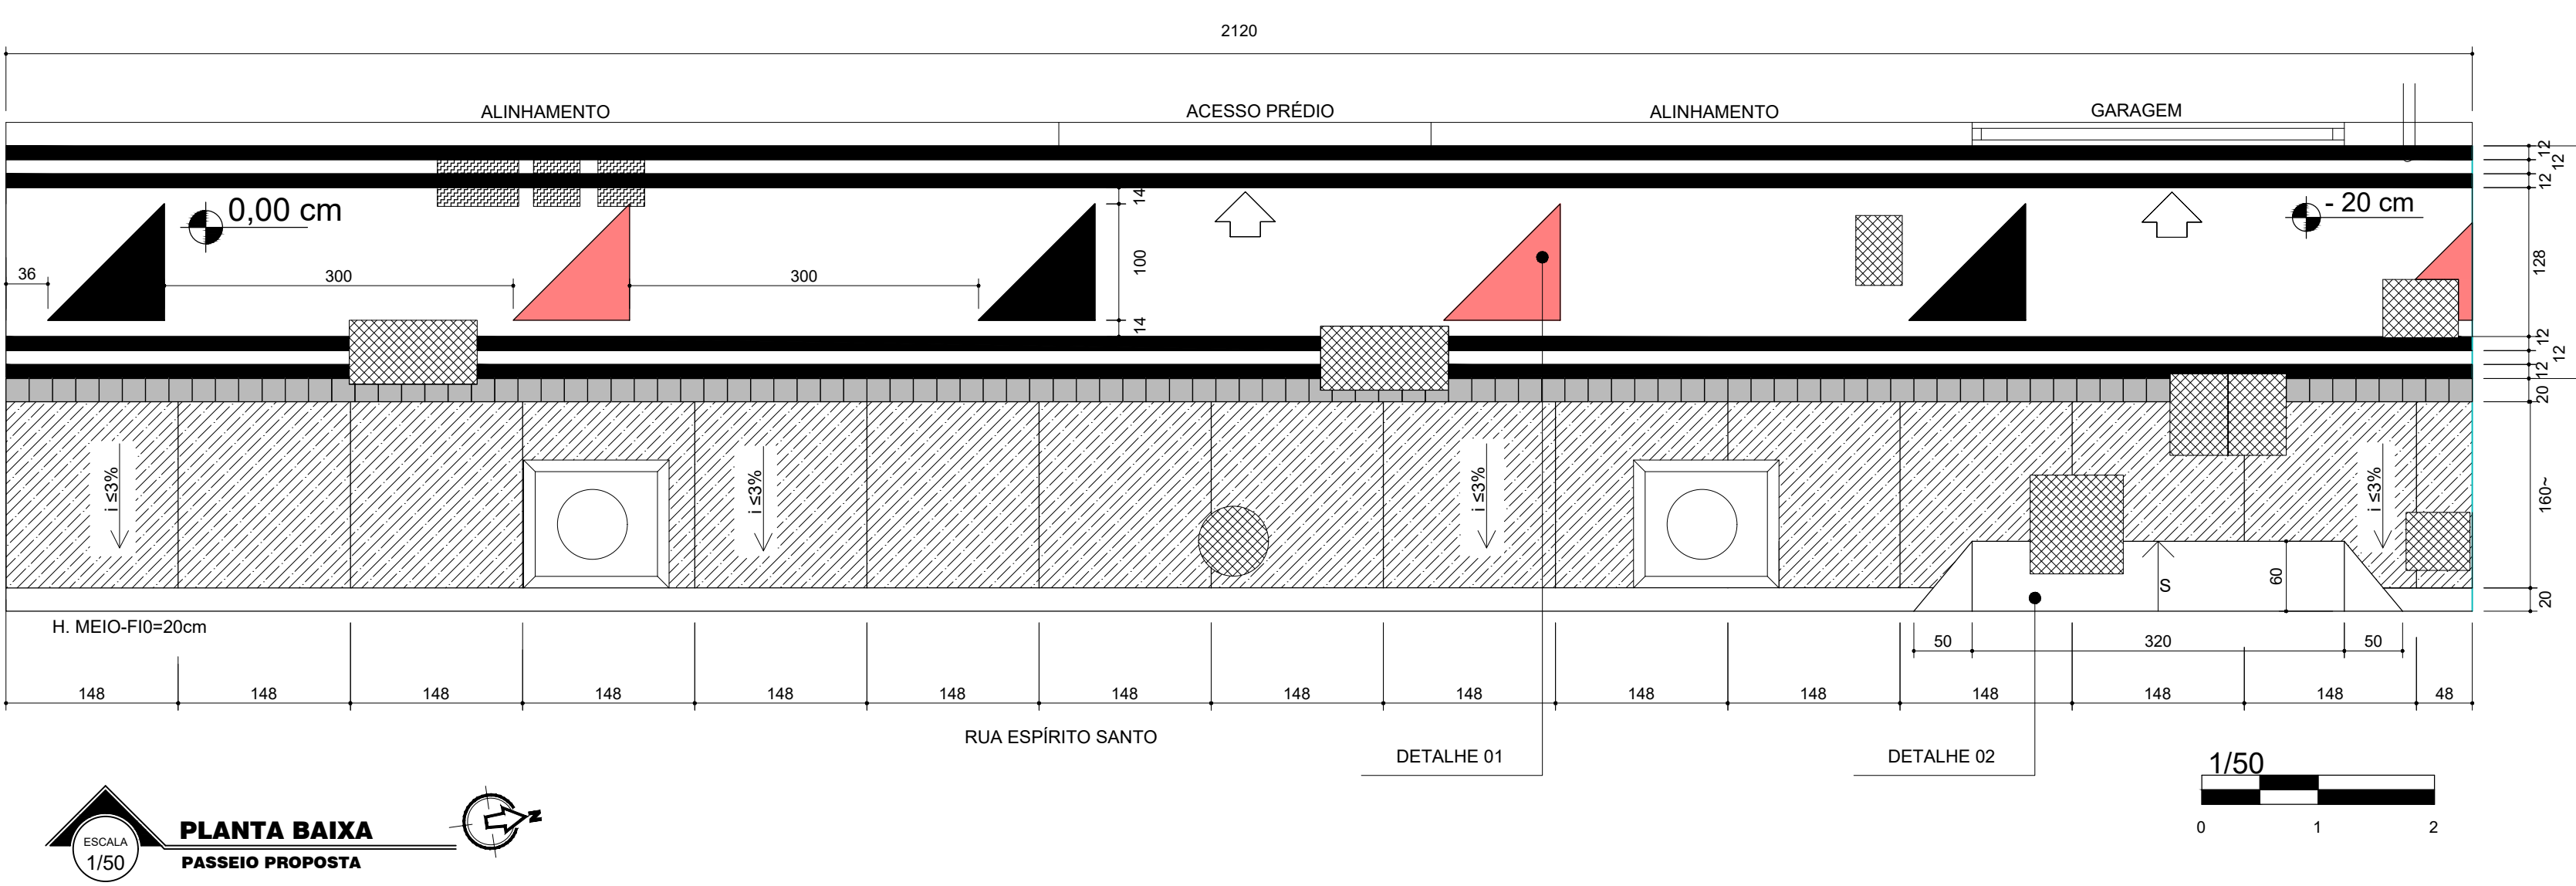 2120
ALINHAMENTO
ACESSO PRÉDIO
ALINHAMENTO
GARAGEM
12
12
12
0,00 cm
- 20 cm
14
36
300
300
100
128
14
12
12
12
20
i ≤3%
i ≤3%
i ≤3%
i ≤3%
160~
S
60
20
H. MEIO-FI0=20cm
50
320
50
148
148
148
148
148
148
148
148
148
148
148
148
148
148
48
RUA ESPÍRITO SANTO
DETALHE 01
DETALHE 02
1/50
0
1
2
ESCALA
1/50
PLANTA BAIXA
PASSEIO PROPOSTA
N